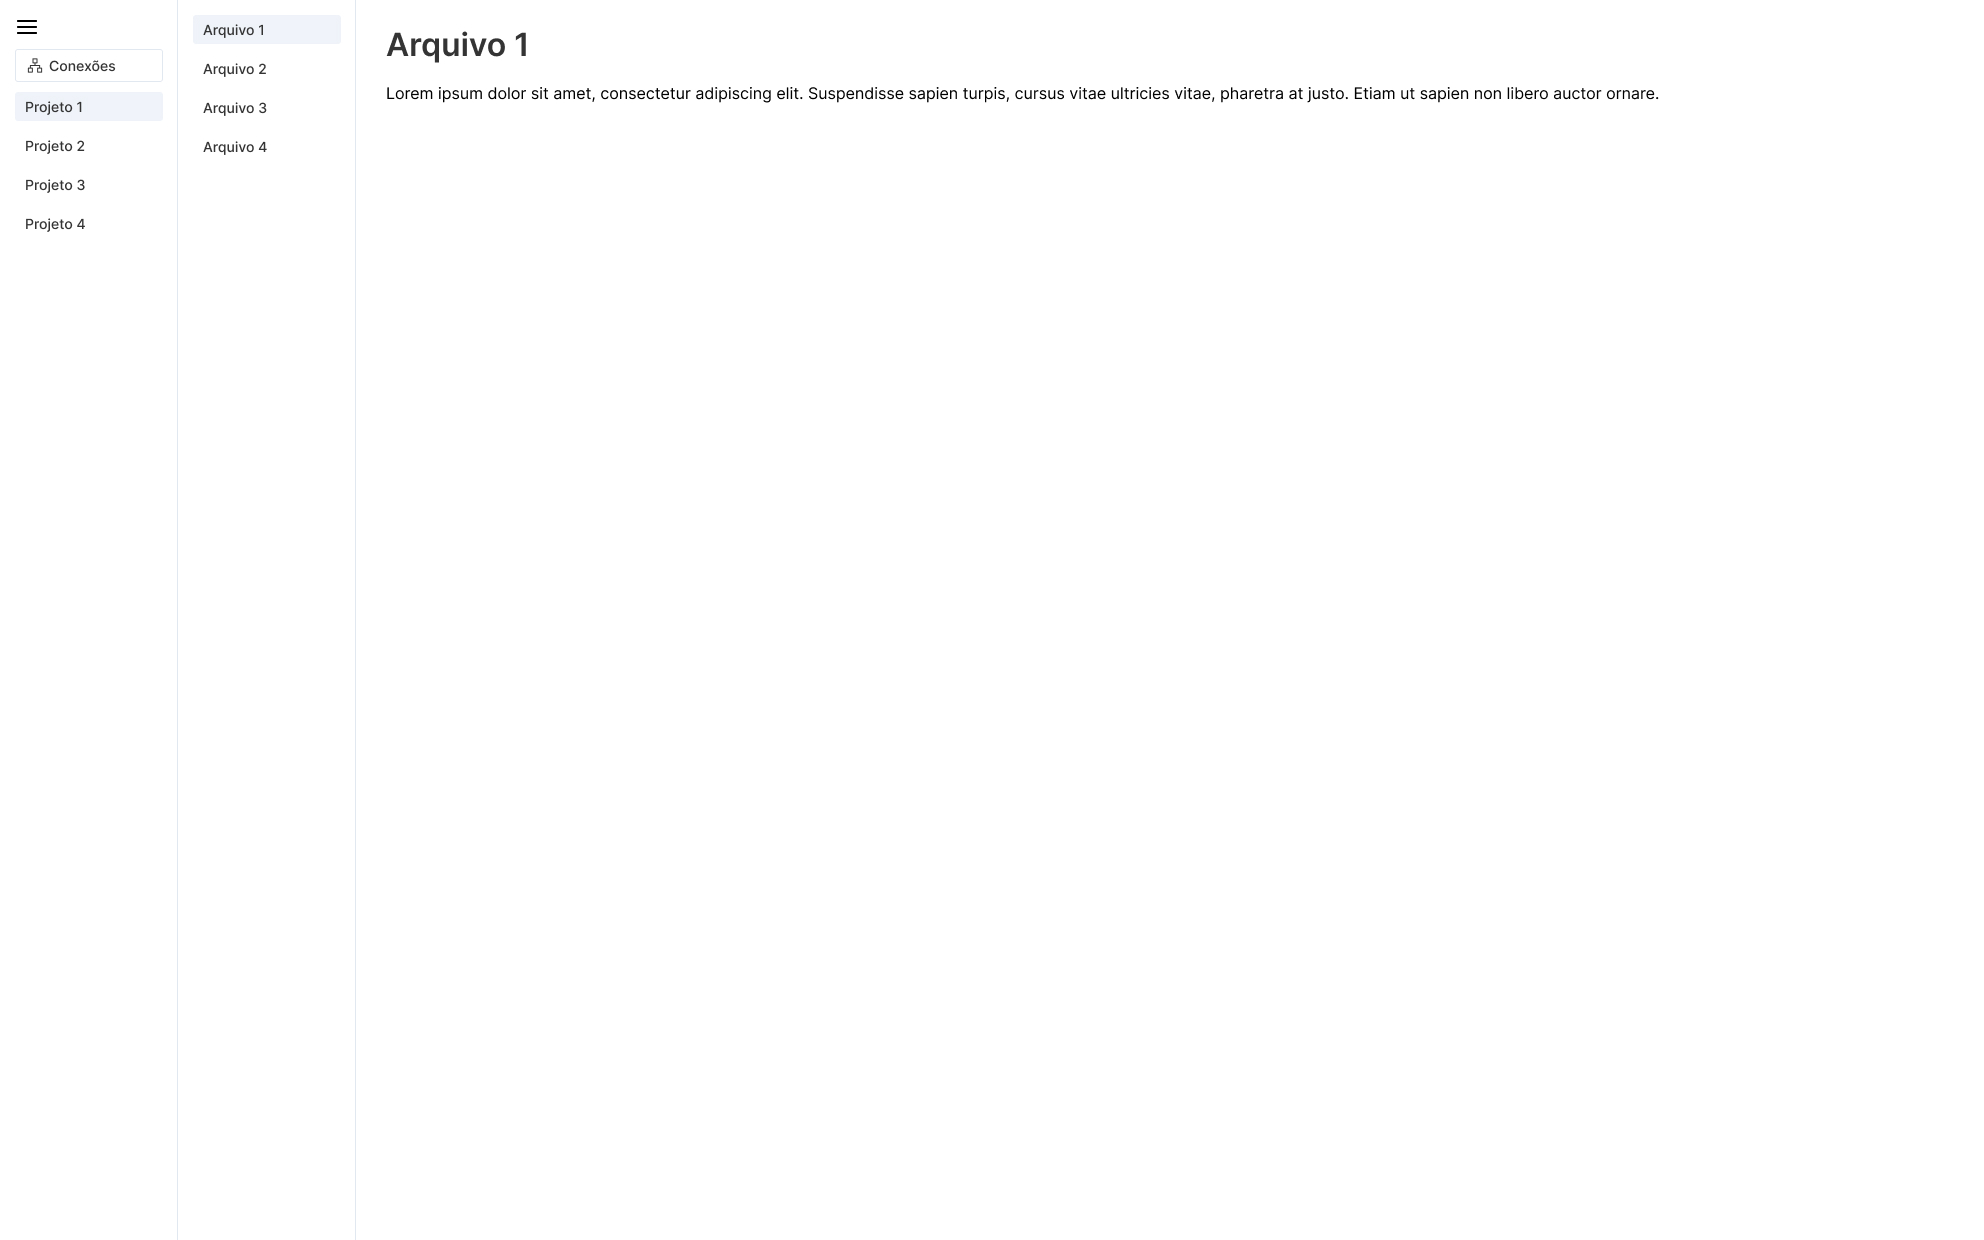 Conexões
Projeto 1
Projeto 2
Projeto 3
Projeto 4
Arquivo 1
Arquivo 2
Arquivo 3
Arquivo 4
Arquivo 1
Lorem ipsum dolor sit amet, consectetur adipiscing elit. Suspendisse sapien turpis, cursus vitae ultricies vitae, pharetra at justo. Etiam ut sapien non libero auctor ornare.